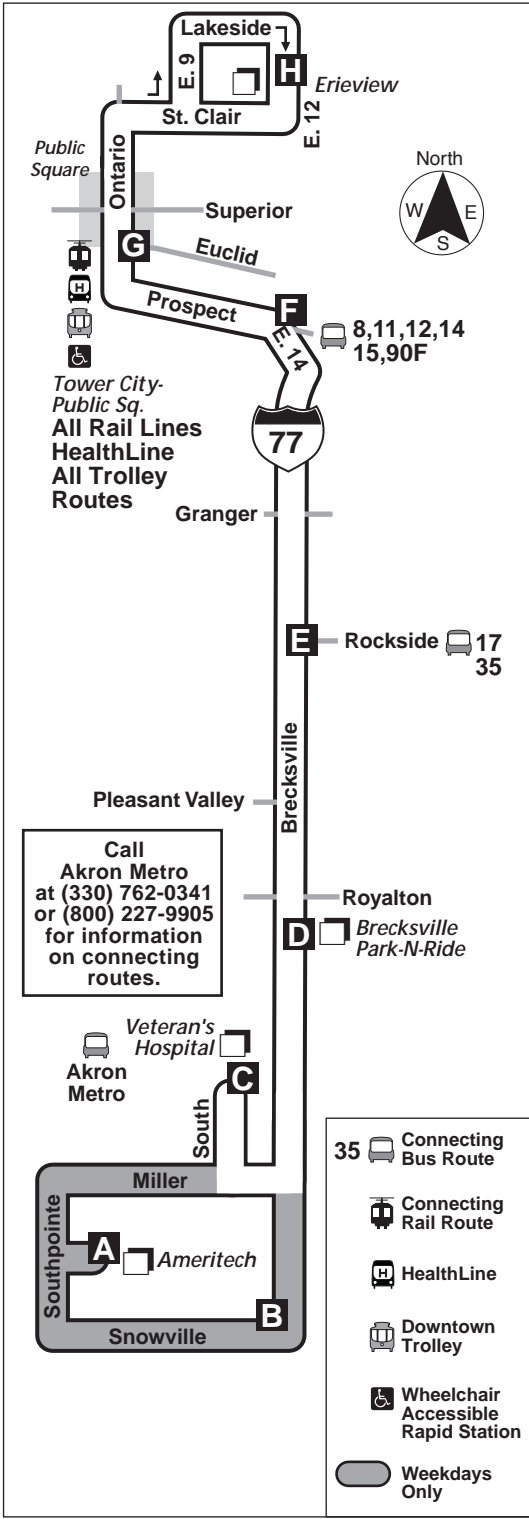 Lakeside
E. 9
H
Erieview
St. Clair
E. 12
Public
Square
Ontario
North
W E
S
Superior
G
Euclid
H
Prospect
F
8,11,12,14
15,90F
E. 14
Tower City-
Public Sq.
All Rail Lines
HealthLine
All Trolley
Routes
77
Granger
E
Rockside
17
35
Brecksville
Pleasant Valley
Call
Akron Metro
at (330) 762-0341
or (800) 227-9905
for information
on connecting
routes.
Royalton
D
Brecksville
Park-N-Ride
Veteran's
Hospital
Akron
Metro
C
South
Miller
Southpointe
A
Ameritech
B
Snowville
35
Connecting
Bus Route
Connecting
Rail Route
H
HealthLine
Downtown
Trolley
Wheelchair
Accessible
Rapid Station
Weekdays
Only